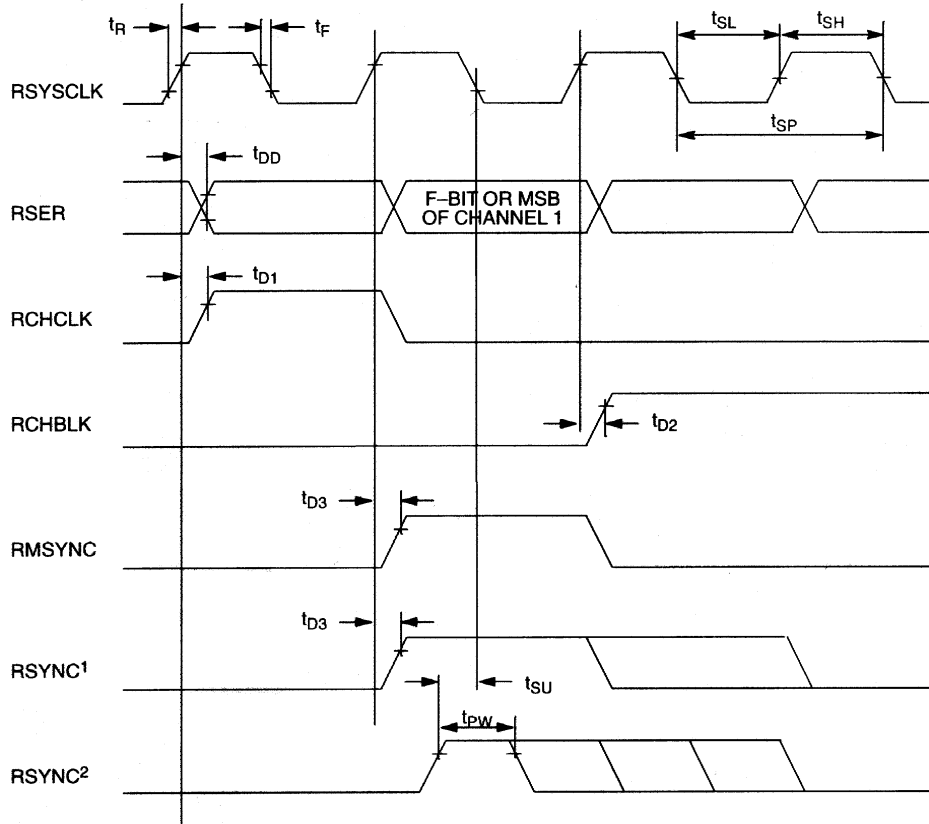 tR
tF
tSL
tSH
RSYSCLK
tSP
tDD
RSER
F–BIT OR MSB
OF CHANNEL 1
tD1
RCHCLK
RCHBLK
tD2
tD3
RMSYNC
tD3
RSYNC1
tSU
tPW
RSYNC2